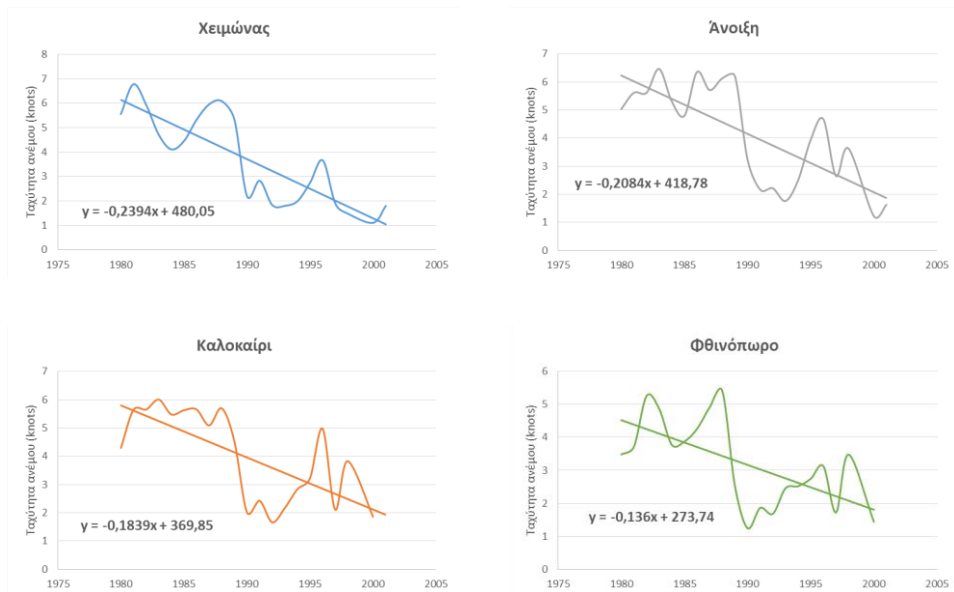 Χειμώνας
Ταχύτητα ανέμου (knots)
8
7
6
5
4
3
2
1
0
y = -0,2394x + 480,05
1975 1980 1985 1990 1995 2000 2005
Άνοιξη
Ταχύτητα ανέμου (knots)
7
6
5
4
3
2
1
0
y = -0,2084x + 418,78
1975 1980 1985 1990 1995 2000 2005
Καλοκαίρι
Ταχύτητα ανέμου (knots)
7
6
5
4
3
2
1
0
y = -0,1839x + 369,85
1975 1980 1985 1990 1995 2000 2005
Φθινόπωρο
Ταχύτητα ανέμου (knots)
6
5
4
3
2
1
0
y = -0,136x + 273,74
1975 1980 1985 1990 1995 2000 2005